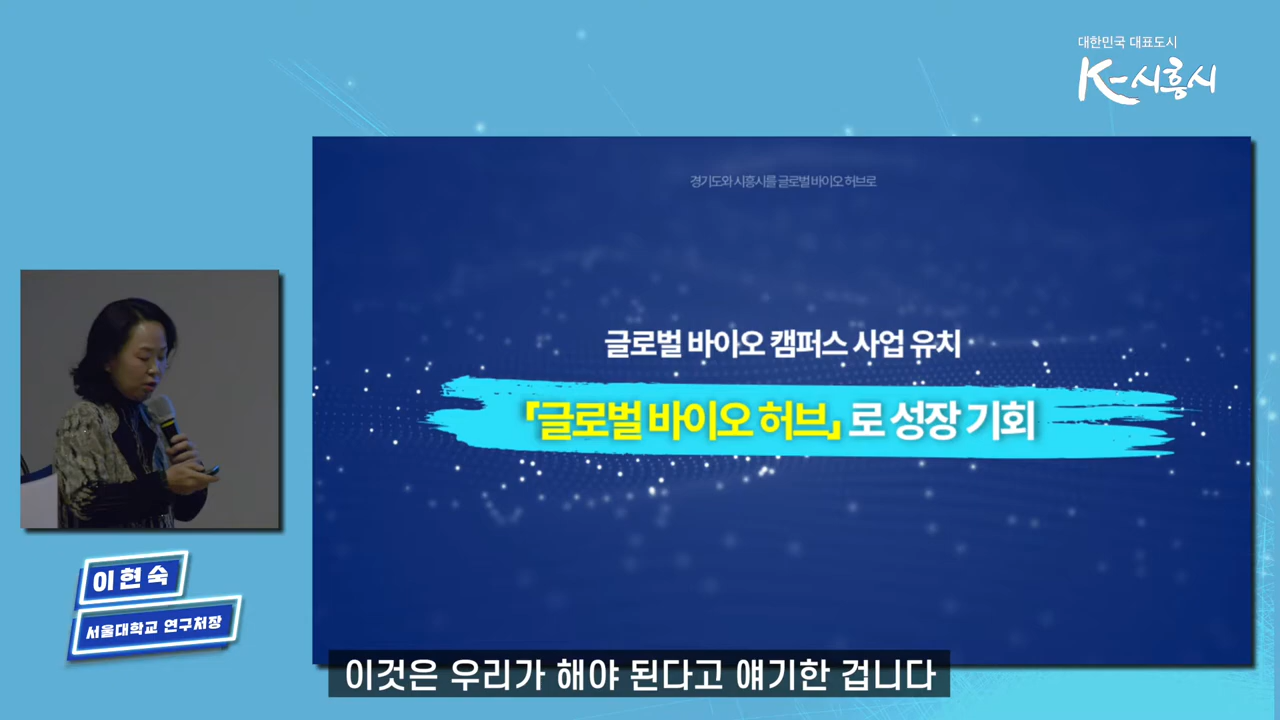 대한민국 대표도시
K-시흥시
경기도와 시흥시를 글로벌 바이오 허브로
글로벌 바이오 캠퍼스 사업 유치
『글로벌 바이오 허브』로 성장 기회
이현숙
서울대학교 연구처장
이것은 우리가 해야 된다고 얘기한 겁니다